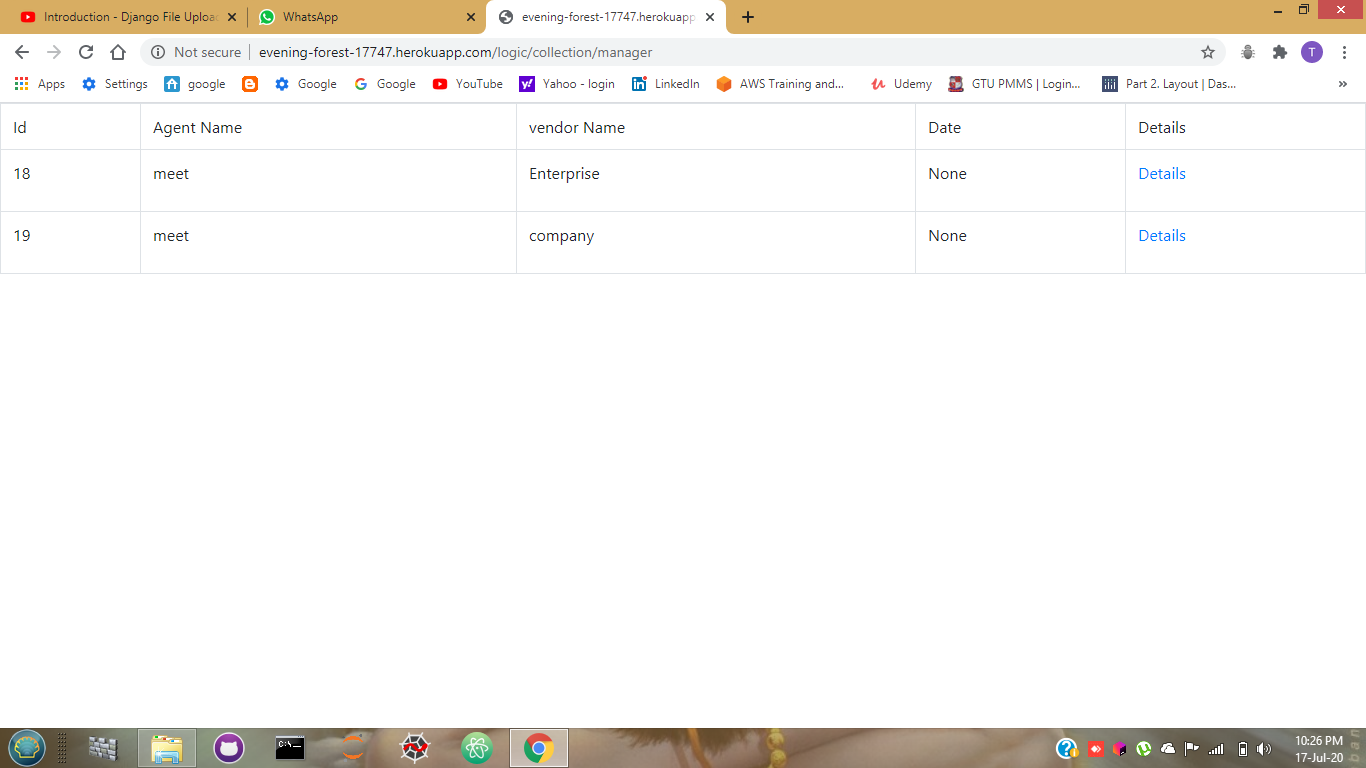 Introduction - Django File Uploa
WhatsApp
evening-forest-17747.herokuapp
Not secure
evening-forest-17747.herokuapp.com/logic/collection/manager
T
Apps Settings google Google Google YouTube Yahoo - login LinkedIn AWS Training and... Udemy GTU PMMS | Login... Part 2. Layout | Das... »
Id Agent Name vendor Name Date Details
18 meet Enterprise None Details
19 meet company None Details
10:26 PM
17-Jul-20